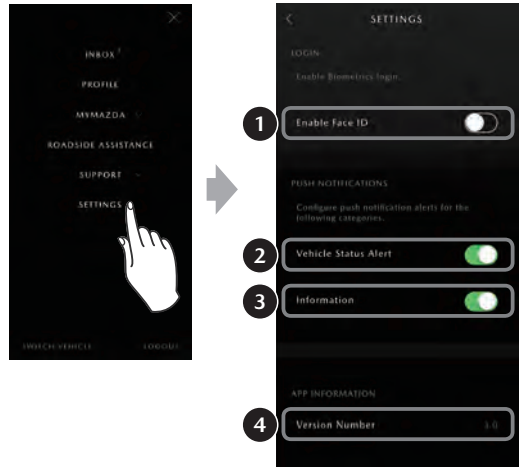 INBOX
PROFILE
MYMAZDA
ROADSIDE ASSISTANCE
SUPPORT
SETTINGS
SWITCH VEHICLE
LOGOUT
SETTINGS
LOGIN
Enable Biometrics login.
1
Enable Face ID
PUSH NOTIFICATIONS
Configure push notification alerts for the
following categories.
2
Vehicle Status Alert
3
Information
APP INFORMATION
4
Version Number 3.0